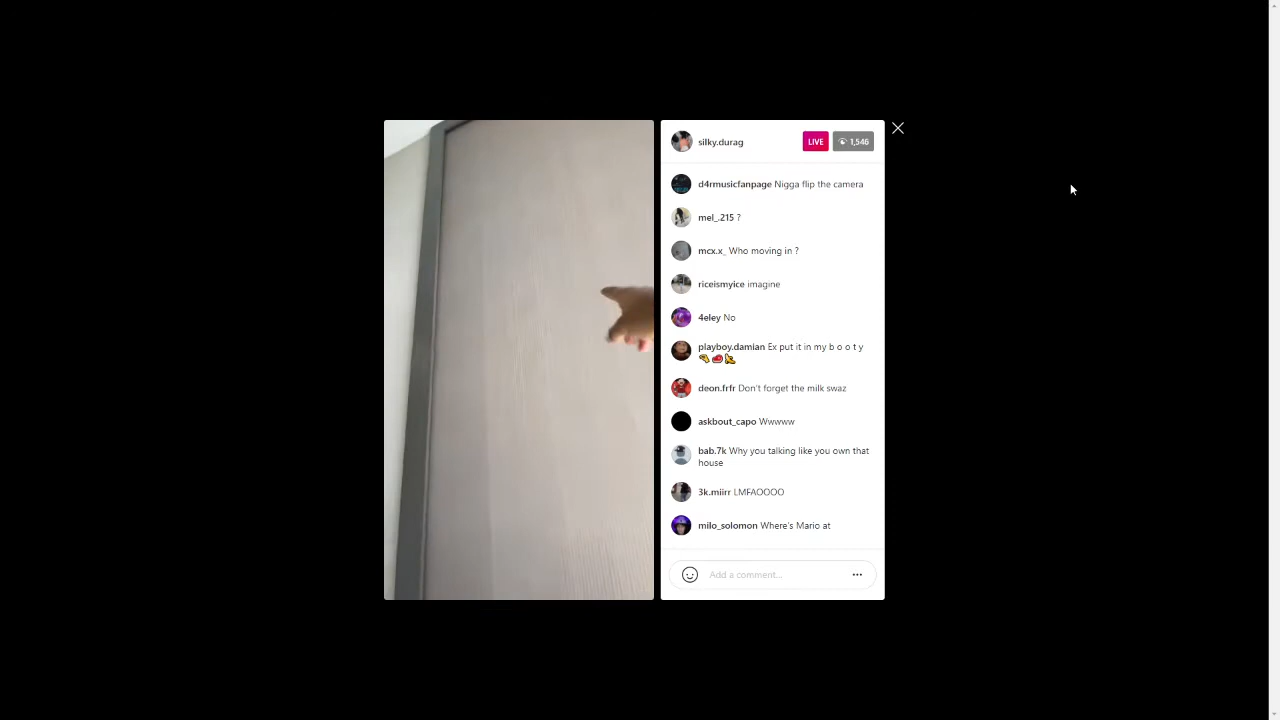 silky.durag LIVE 1,546
d4rmusicfanpage Nigga flip the camera
mel_.215 ?
mcx.x_ Who moving in ?
riceismyice imagine
4eley No
playboy.damian Ex put it in my b o o t y
deon.frfr Don't forget the milk swaz
askbout_capo Wwwww
bab.7k Why you talking like you own that
house
3k.miirr LMFAOOOO
milo_solomon Where's Mario at
Add a comment...